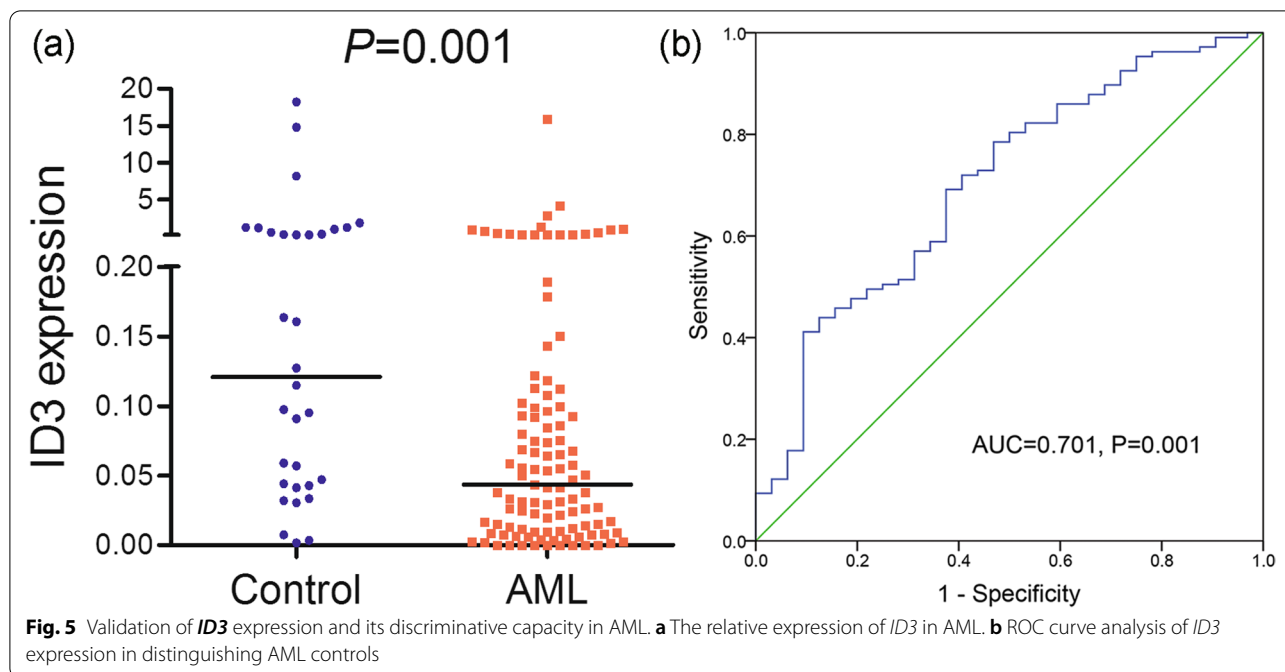 (a)
P=0.001
ID3 expression
20
15
10
5
0.20
0.15
0.10
0.05
0.00
Control
AML
(b)
Sensitivity
1.0
0.8
0.6
0.4
0.2
0.0
AUC=0.701, P=0.001
0.0
0.2
0.4
0.6
0.8
1.0
1 - Specificity
Fig. 5 Validation of ID3 expression and its discriminative capacity in AML. a The relative expression of ID3 in AML. b ROC curve analysis of ID3
expression in distinguishing AML controls